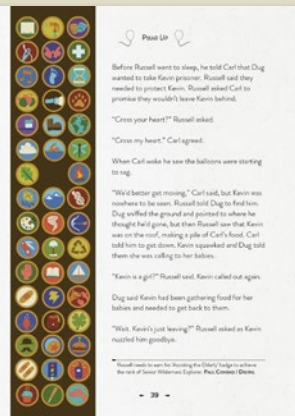 PIXAR UP
Before Russell went to sleep, he told Carl that Dug
wanted to take Kevin prisoner. Russell said they
needed to protect Kevin. Russell asked Carl to
promise they wouldn't leave Kevin behind.
"Cross your heart?" Russell asked.
"Cross my heart." Carl agreed.
When Carl woke he saw the balloons were starting
to sag.
"We'd better get moving," Carl said, but Kevin was
nowhere to be seen. Russell told Dug to find him.
Dug sniffed the ground and pointed to where he
thought he'd gone, but then Russell saw that Kevin
was on the roof, making a pile of Carl's food. Carl
told him to get down. Kevin squawked and Dug told
them she was calling to her babies.
"Kevin is a girl?" Russell said. Kevin called out again.
Dug said Kevin had been gathering food for her
babies and needed to get back to them.
"Wait. Kevin's just leaving?" Russell asked as Kevin
nuzzled him goodbye.
Russell needs to earn his 'Assisting the Elderly' badge to achieve
the rank of Senior Wilderness Explorer.
39